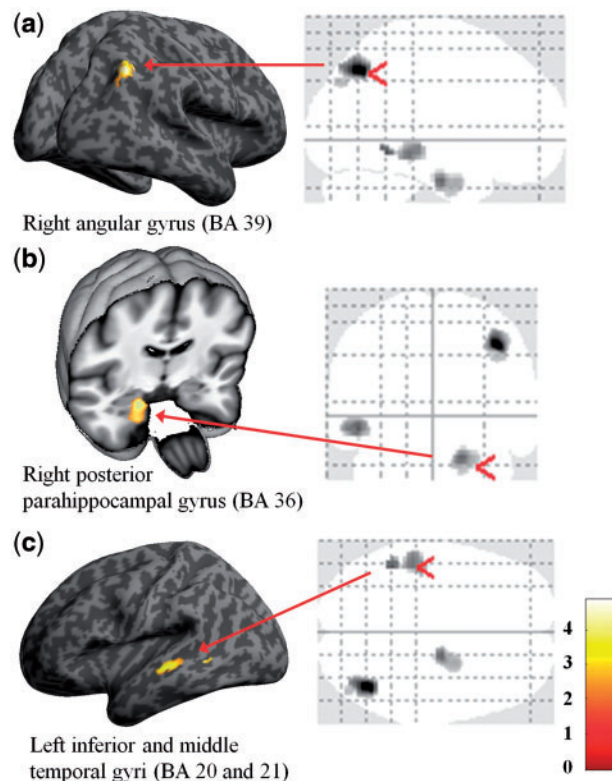 (a)
Right angular gyrus (BA 39)
(b)
Right posterior
parahippocampal gyrus (BA 36)
(c)
4
3
2
1
0
Left inferior and middle
temporal gyri (BA 20 and 21)